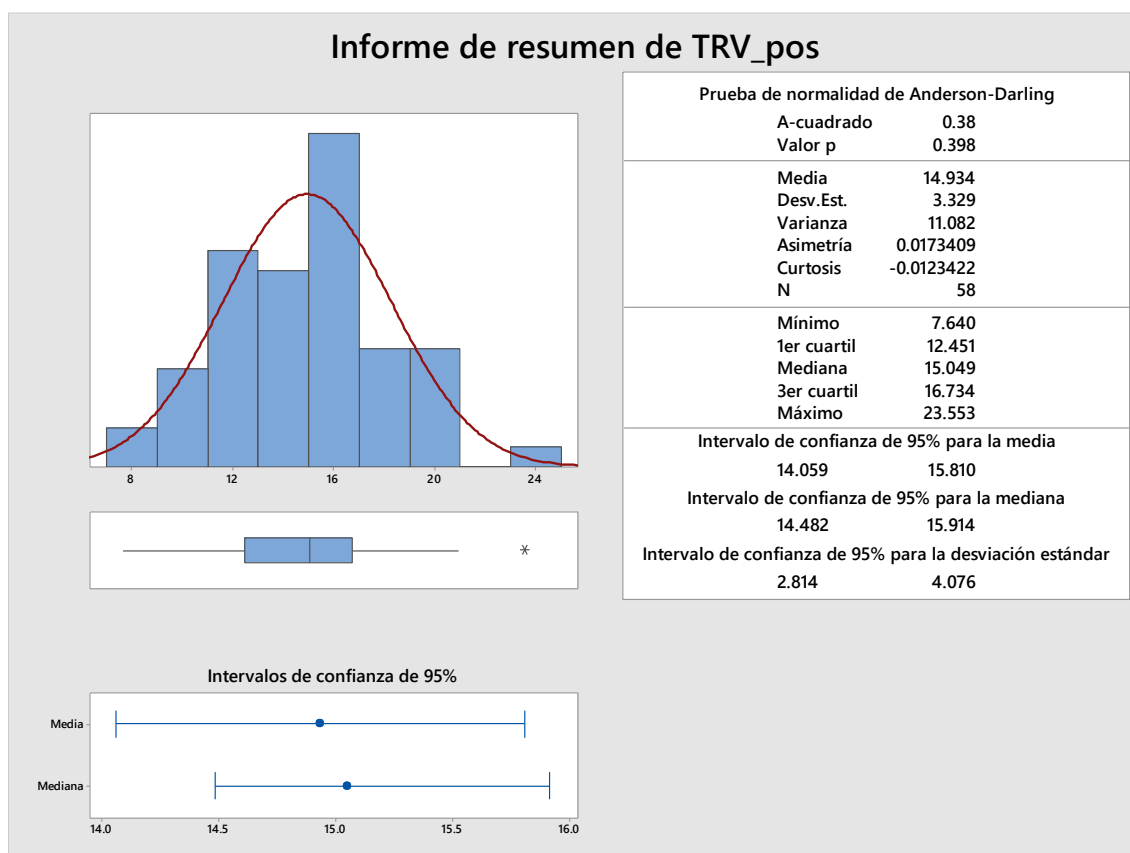 Informe de resumen de TRV_pos
8 12 16 20 24
Prueba de normalidad de Anderson-Darling
A-cuadrado 0.38
Valor p 0.398
Media 14.934
Desv.Est. 3.329
Varianza 11.082
Asimetría 0.0173409
Curtosis -0.0123422
N 58
Mínimo 7.640
1er cuartil 12.451
Mediana 15.049
3er cuartil 16.734
Máximo 23.553
Intervalo de confianza de 95% para la media
14.059 15.810
Intervalo de confianza de 95% para la mediana
14.482 15.914
Intervalo de confianza de 95% para la desviación estándar
2.814 4.076
Intervalos de confianza de 95%
Media
Mediana
14.0 14.5 15.0 15.5 16.0